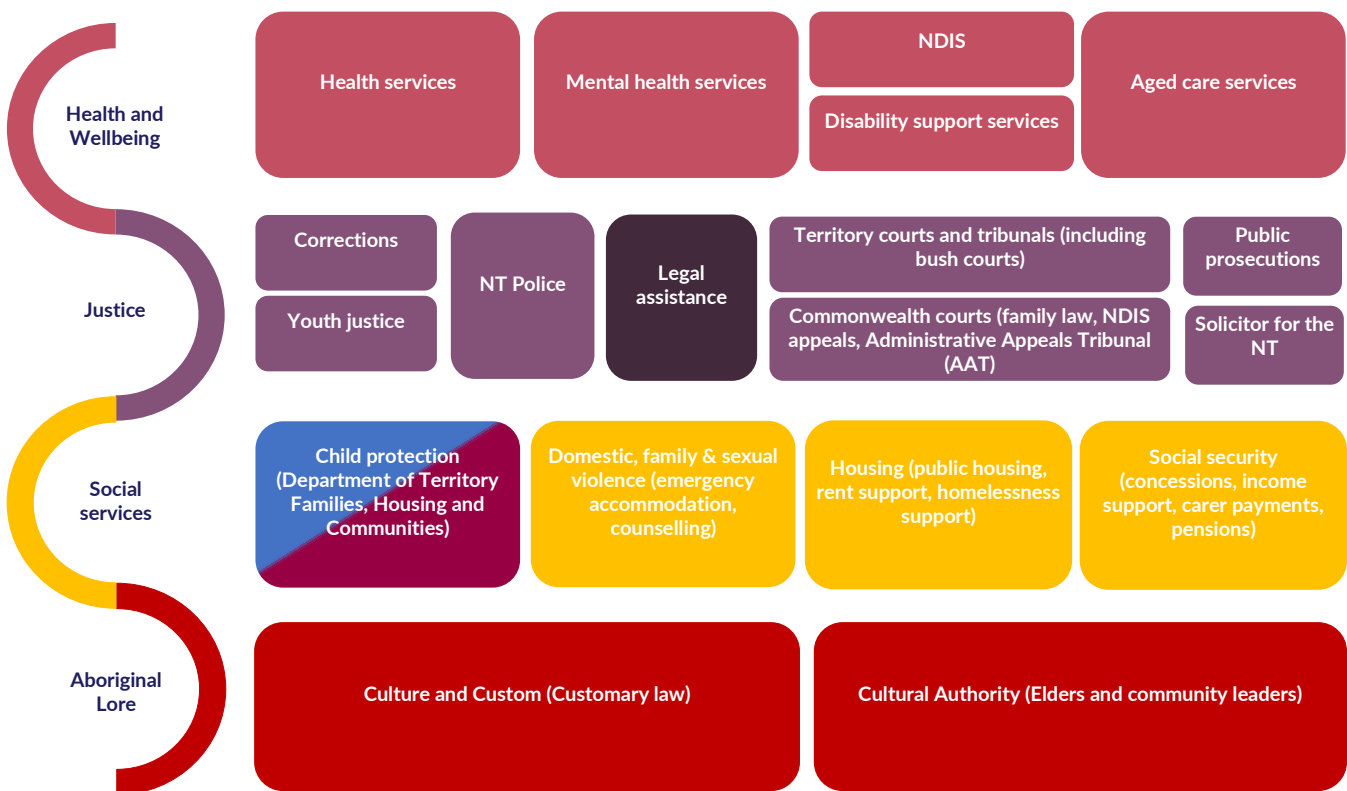 Health and
Wellbeing
Health services
Mental health services
NDIS
Disability support services
Aged care services
Justice
Corrections
Youth justice
NT Police
Legal
assistance
Territory courts and tribunals (including
bush courts)
Commonwealth courts (family law, NDIS
appeals, Administrative Appeals Tribunal
(AAT)
Public
prosecutions
Solicitor for the
NT
Social
services
Child protection
(Department of Territory
Families, Housing and
Communities)
Domestic, family & sexual
violence (emergency
accommodation,
counselling)
Housing (public housing,
rent support, homelessness
support)
Social security
(concessions, income
support, carer payments,
pensions)
Aboriginal
Lore
Culture and Custom (Customary law)
Cultural Authority (Elders and community leaders)